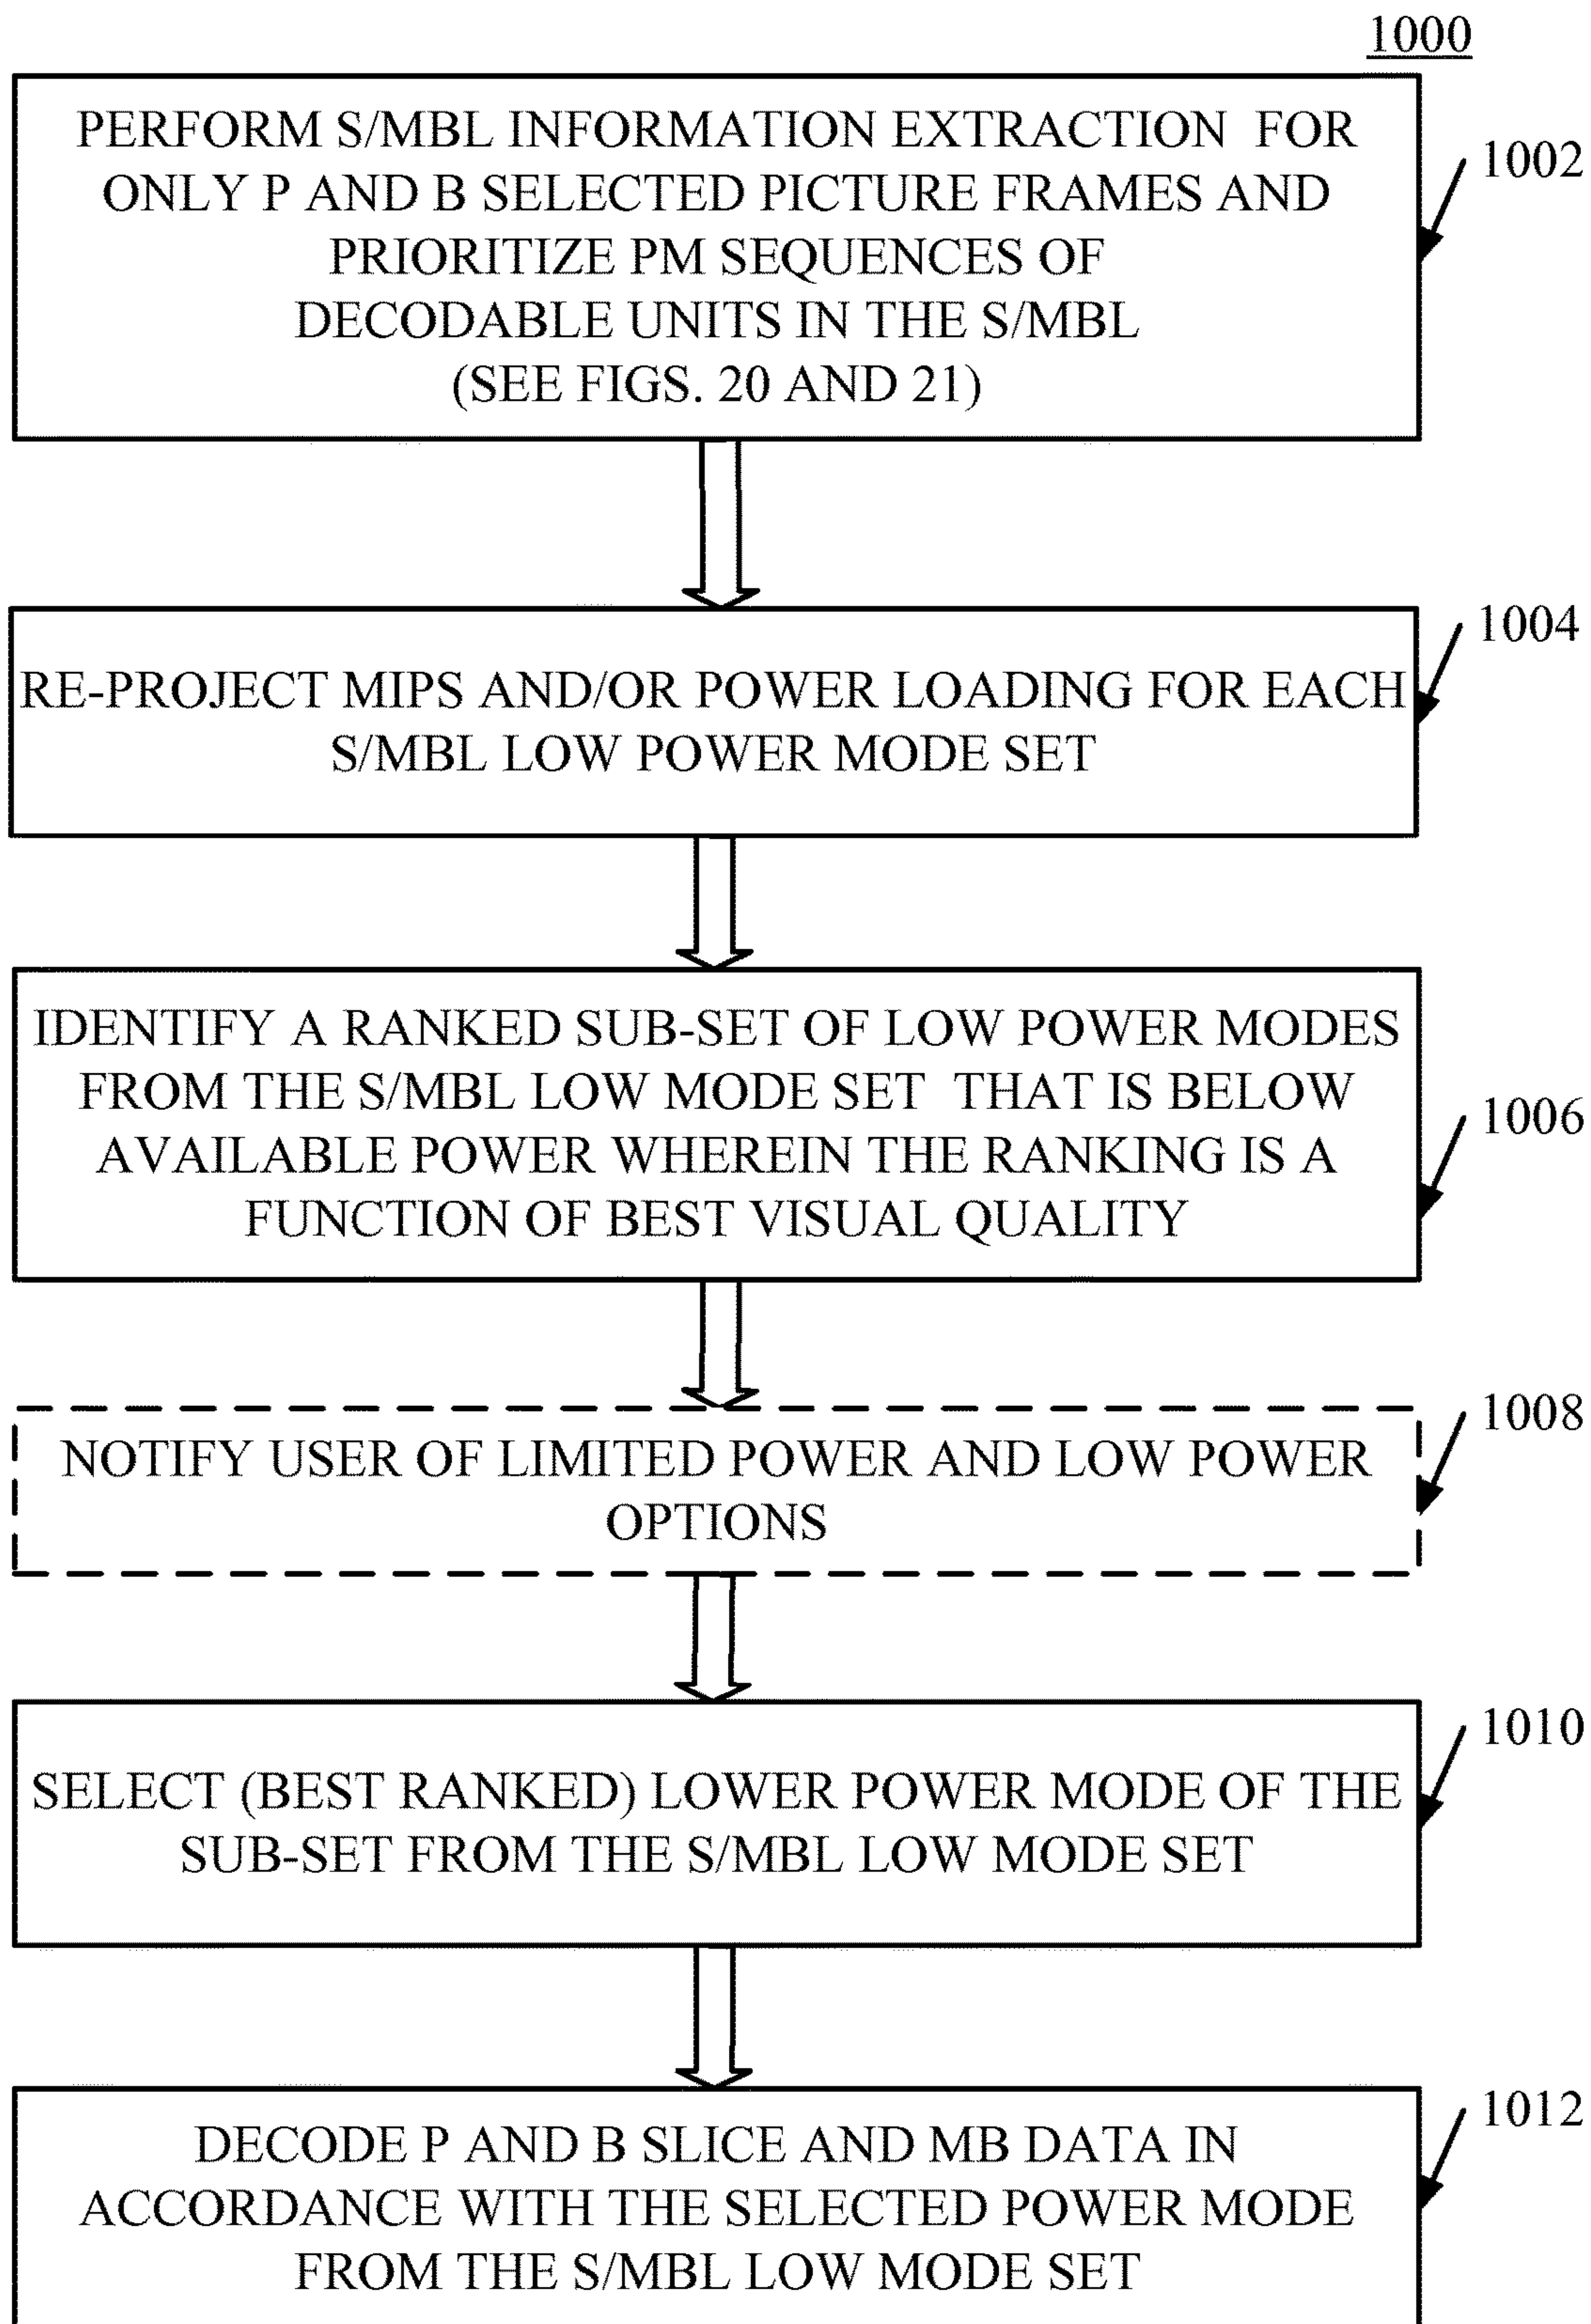 1000
PERFORM S/MBL INFORMATION EXTRACTION FOR
ONLY P AND B SELECTED PICTURE FRAMES AND
PRIORITIZE PM SEQUENCES OF
DECODABLE UNITS IN THE S/MBL
(SEE FIGS. 20 AND 21)
1002
RE-PROJECT MIPS AND/OR POWER LOADING FOR EACH
S/MBL LOW POWER MODE SET
1004
IDENTIFY A RANKED SUB-SET OF LOW POWER MODES
FROM THE S/MBL LOW MODE SET THAT IS BELOW
AVAILABLE POWER WHEREIN THE RANKING IS A
FUNCTION OF BEST VISUAL QUALITY
1006
NOTIFY USER OF LIMITED POWER AND LOW POWER
OPTIONS
1008
SELECT (BEST RANKED) LOWER POWER MODE OF THE
SUB-SET FROM THE S/MBL LOW MODE SET
1010
DECODE P AND B SLICE AND MB DATA IN
ACCORDANCE WITH THE SELECTED POWER MODE
FROM THE S/MBL LOW MODE SET
1012